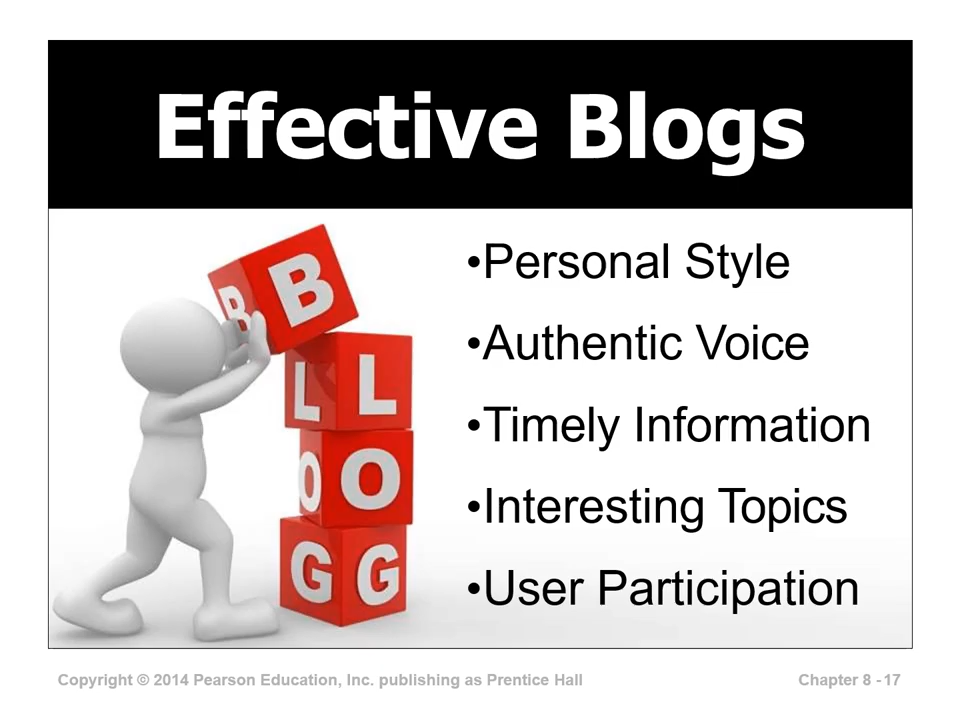 Effective Blogs
B B
L L
O O
G G
•Personal Style
•Authentic Voice
•Timely Information
•Interesting Topics
•User Participation
Copyright © 2014 Pearson Education, Inc. publishing as Prentice Hall
Chapter 8 - 17